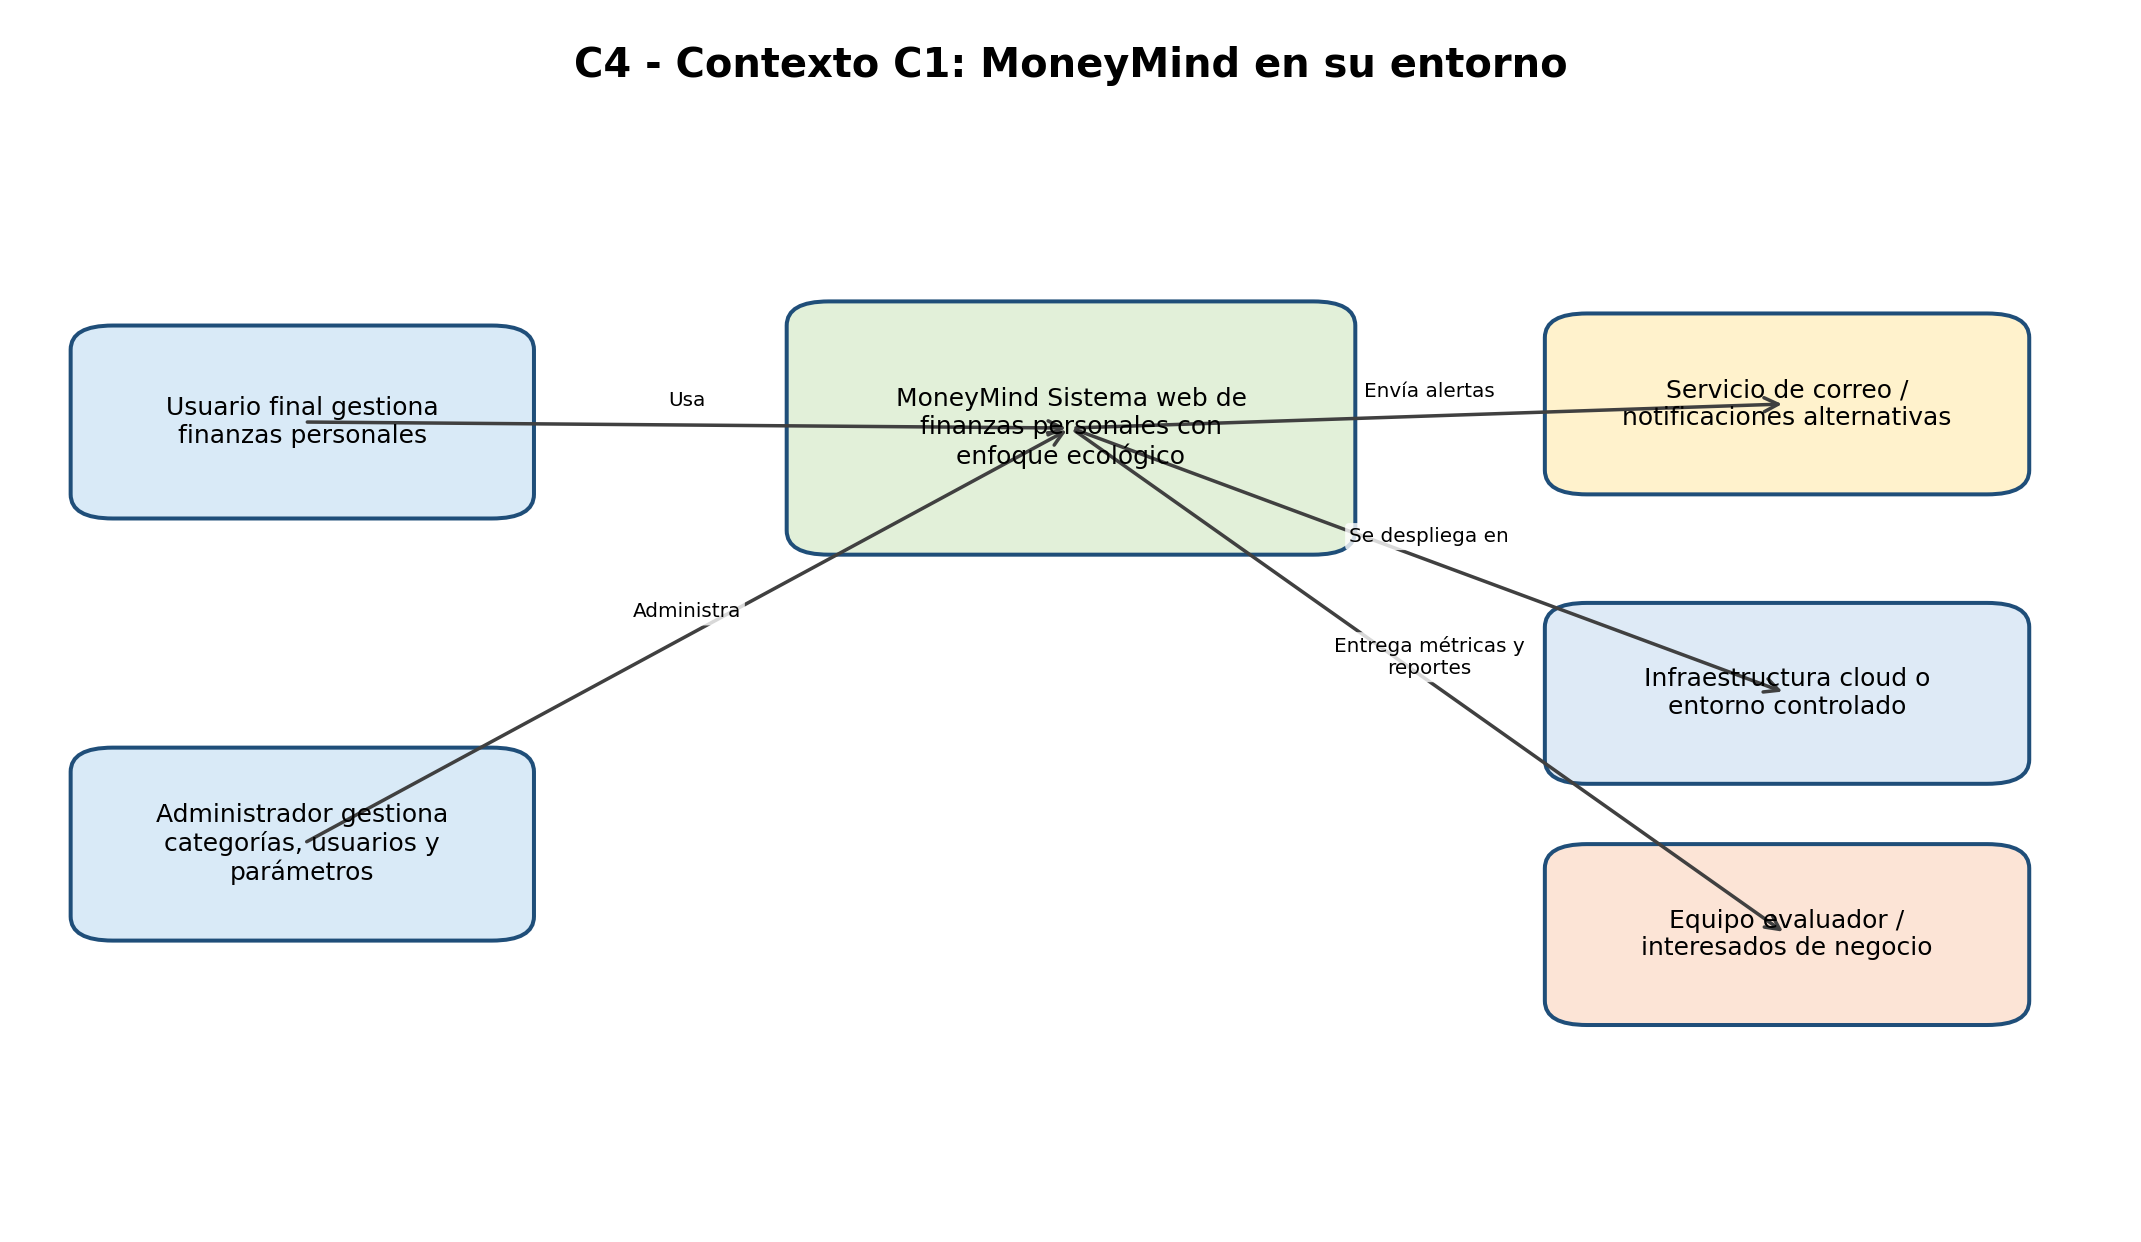 C4 - Contexto C1: MoneyMind en su entorno
Usuario final gestiona
finanzas personales
Usa
MoneyMind Sistema web de
finanzas personales con
enfoque ecológico
Envía alertas
Servicio de correo /
notificaciones alternativas
Se despliega en
Administra
Entrega métricas y
reportes
Infraestructura cloud o
entorno controlado
Administrador gestiona
categorías, usuarios y
parámetros
Equipo evaluador /
interesados de negocio